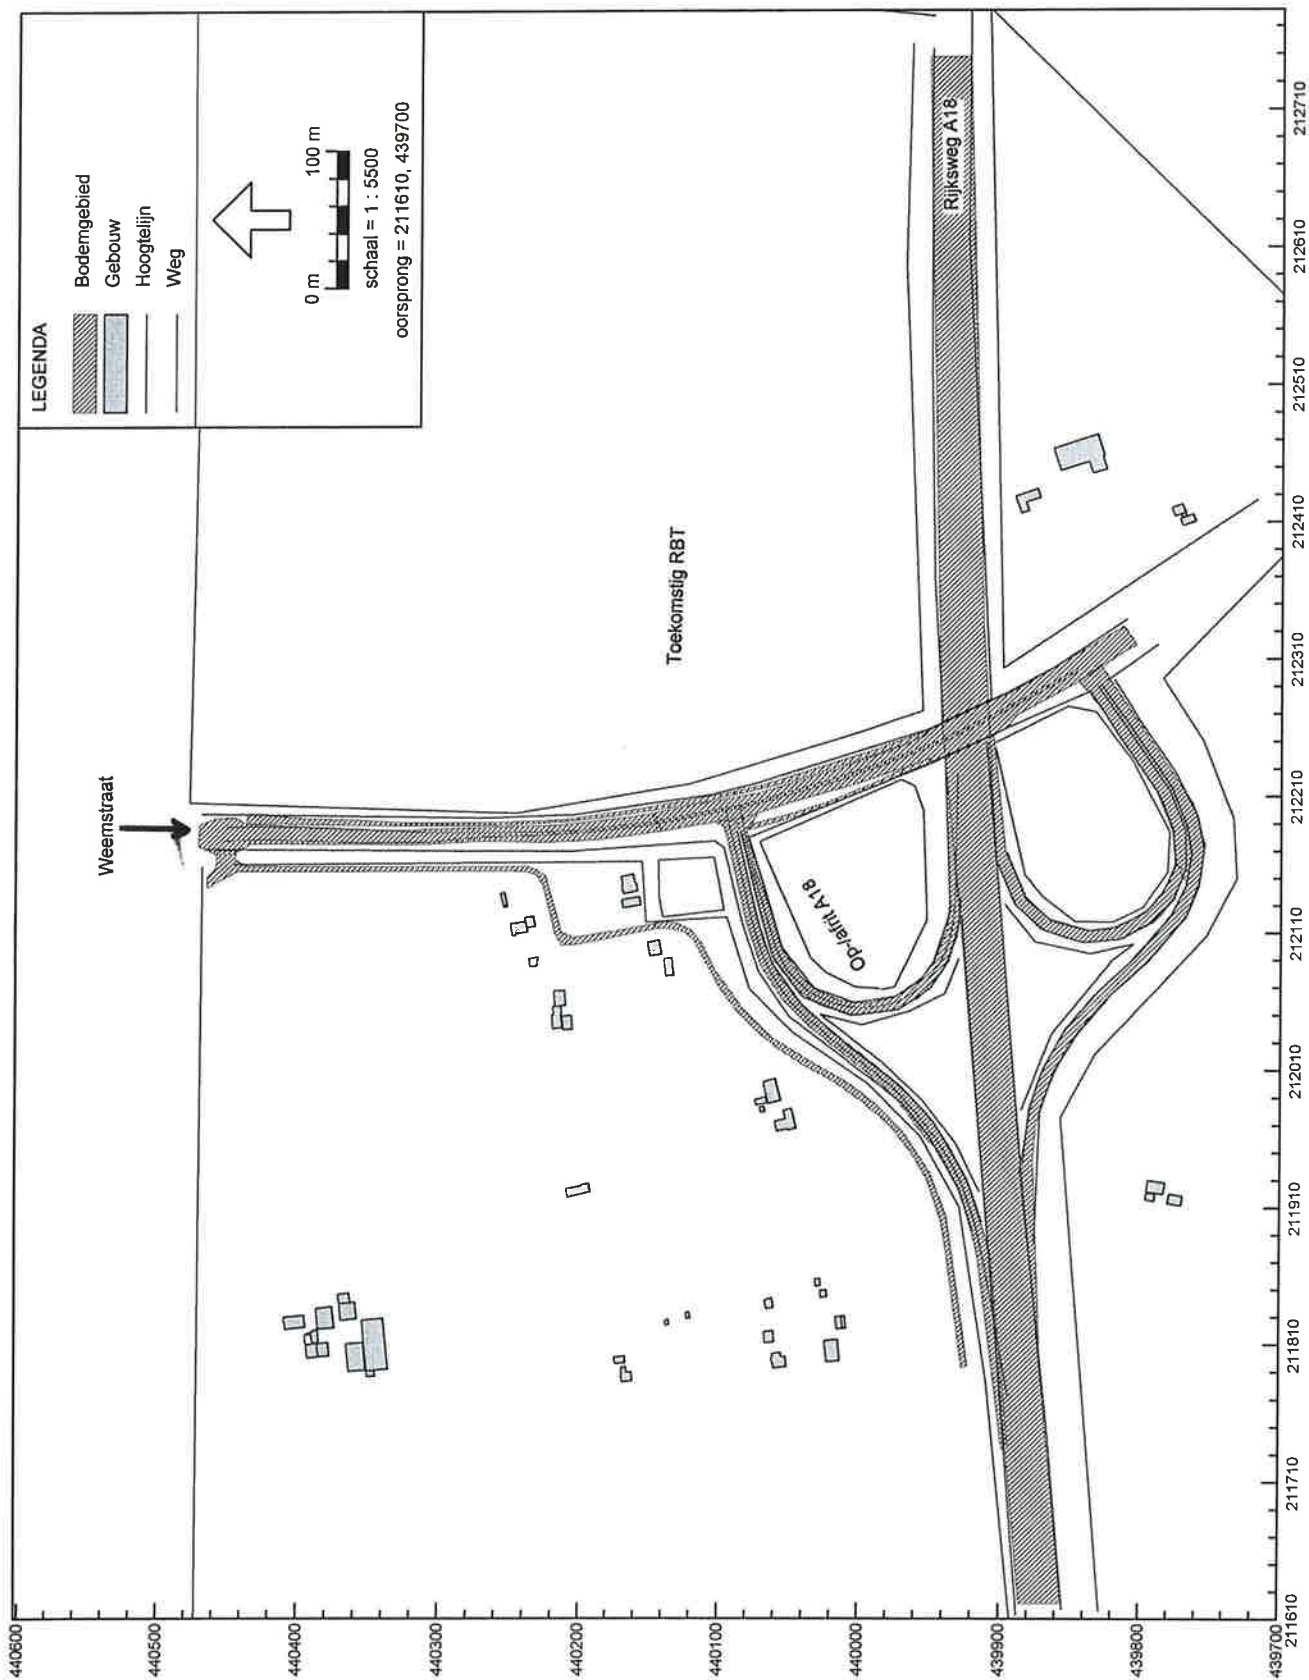 LEGENDA
Bodemgebied
Gebouw
Hoogtelijn
Weg
0 m 100 m
schaal = 1 : 5500
oorsprong = 211610, 439700
Weemstraat
Toekomstig RBT
Rijksweg A18
Op-/afrit A18
440600
440500
440400
440300
440200
440100
440000
439900
439800
439700
211610
211710
211810
211910
212010
212110
212210
212310
212410
212510
212610
212710